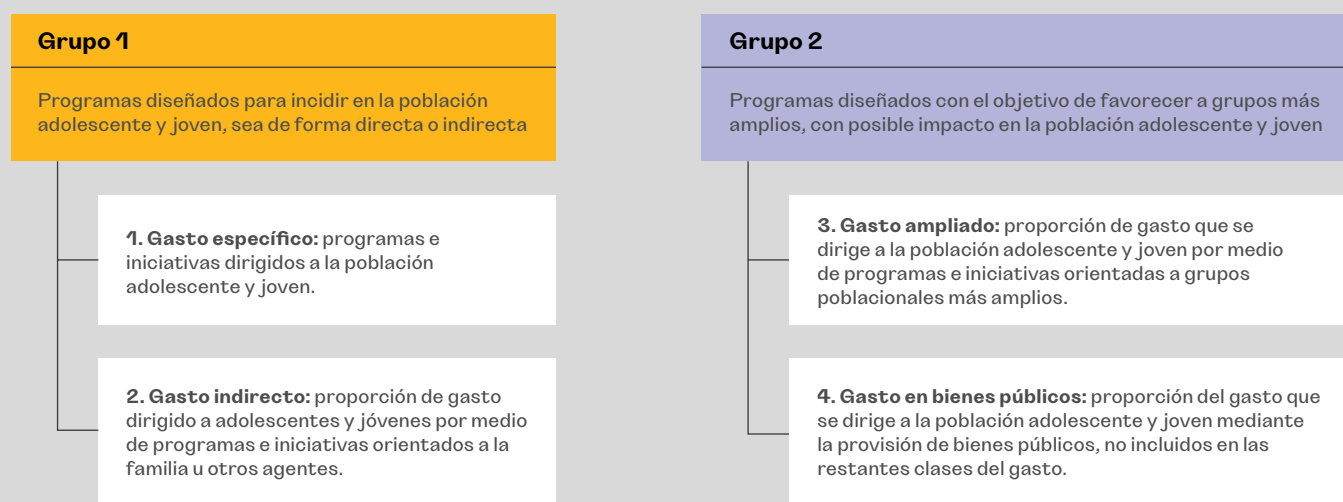 Grupo 1
Programas diseñados para incidir en la población
adolescente y joven, sea de forma directa o indirecta
1. Gasto específico: programas e
iniciativas dirigidos a la población
adolescente y joven.
2. Gasto indirecto: proporción de gasto
dirigido a adolescentes y jóvenes por medio
de programas e iniciativas orientados a la
familia u otros agentes.
Grupo 2
Programas diseñados con el objetivo de favorecer a grupos más
amplios, con posible impacto en la población adolescente y joven
3. Gasto ampliado: proporción de gasto que se
dirige a la población adolescente y joven por medio
de programas e iniciativas orientadas a grupos
poblacionales más amplios.
4. Gasto en bienes públicos: proporción del gasto que
se dirige a la población adolescente y joven mediante
la provisión de bienes públicos, no incluidos en las
restantes clases del gasto.